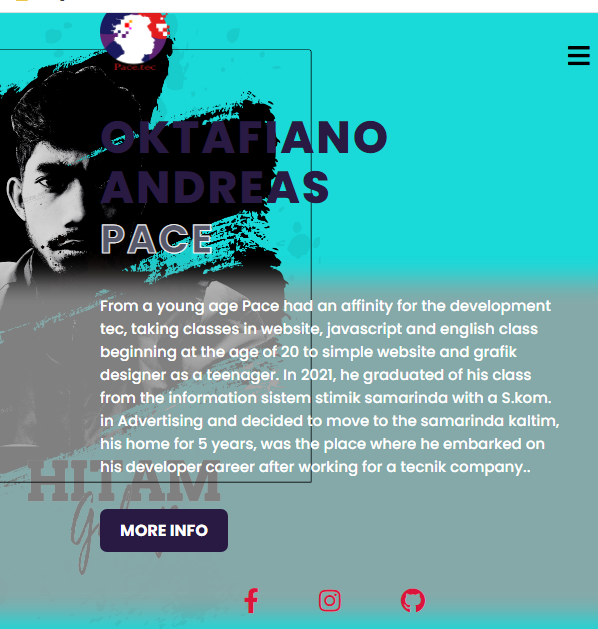 Pace.tec
OKTAFIANO
ANDREAS
PACE
From a young age Pace had an affinity for the development
tec, taking classes in website, javascript and english class
beginning at the age of 20 to simple website and grafik
designer as a teenager. In 2021, he graduated of his class
from the information sistem stimik samarinda with a S.kom.
in Advertising and decided to move to the samarinda kaltim,
his home for 5 years, was the place where he embarked on
his developer career after working for a tecnik company..
HITAM
MORE INFO